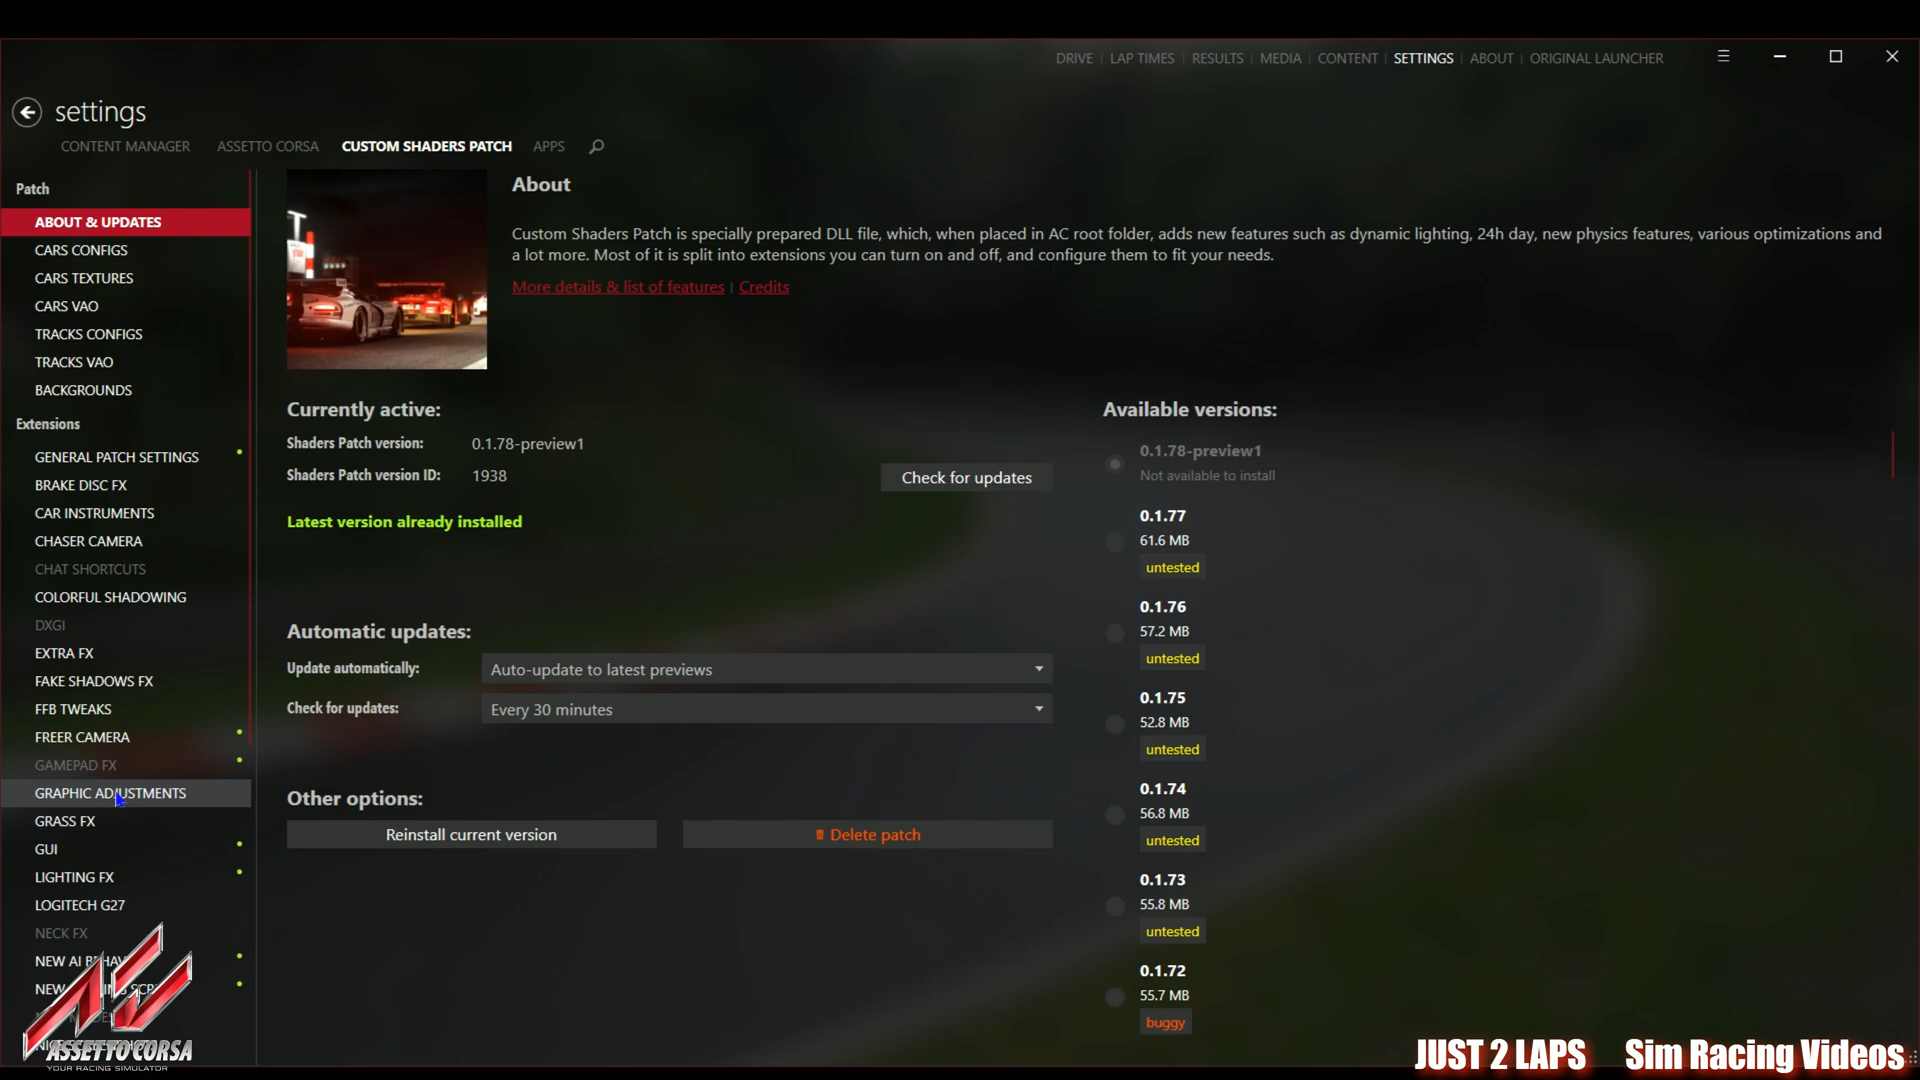 DRIVE | LAP TIMES | RESULTS | MEDIA | CONTENT | SETTINGS | ABOUT | ORIGINAL LAUNCHER
settings
CONTENT MANAGER ASSETTO CORSA CUSTOM SHADERS PATCH APPS
Patch
ABOUT & UPDATES
CARS CONFIGS
CARS TEXTURES
CARS VAO
TRACKS CONFIGS
TRACKS VAO
BACKGROUNDS
Extensions
GENERAL PATCH SETTINGS
BRAKE DISC FX
CAR INSTRUMENTS
CHASER CAMERA
CHAT SHORTCUTS
COLORFUL SHADOWING
DXGI
EXTRA FX
FAKE SHADOWS FX
FFB TWEAKS
FREER CAMERA
GAMEPAD FX
GRAPHIC ADJUSTMENTS
GRASS FX
GUI
LIGHTING FX
LOGITECH G27
NECK FX
NEW AI
NEW
ASSETTO CORSA
YOUR RACING SIMULATOR
About
Custom Shaders Patch is specially prepared DLL file, which, when placed in AC root folder, adds new features such as dynamic lighting, 24h day, new physics features, various optimizations and
a lot more. Most of it is split into extensions you can turn on and off, and configure them to fit your needs.
More details & list of features | Credits
Currently active:
Shaders Patch version: 0.1.78-preview1
Shaders Patch version ID: 1938
Check for updates
Latest version already installed
Automatic updates:
Update automatically: Auto-update to latest previews
Check for updates: Every 30 minutes
Other options:
Reinstall current version
Delete patch
Available versions:
0.1.78-preview1
Not available to install
0.1.77
61.6 MB
untested
0.1.76
57.2 MB
untested
0.1.75
52.8 MB
untested
0.1.74
56.8 MB
untested
0.1.73
55.8 MB
untested
0.1.72
55.7 MB
buggy
JUST 2 LAPS Sim Racing Videos